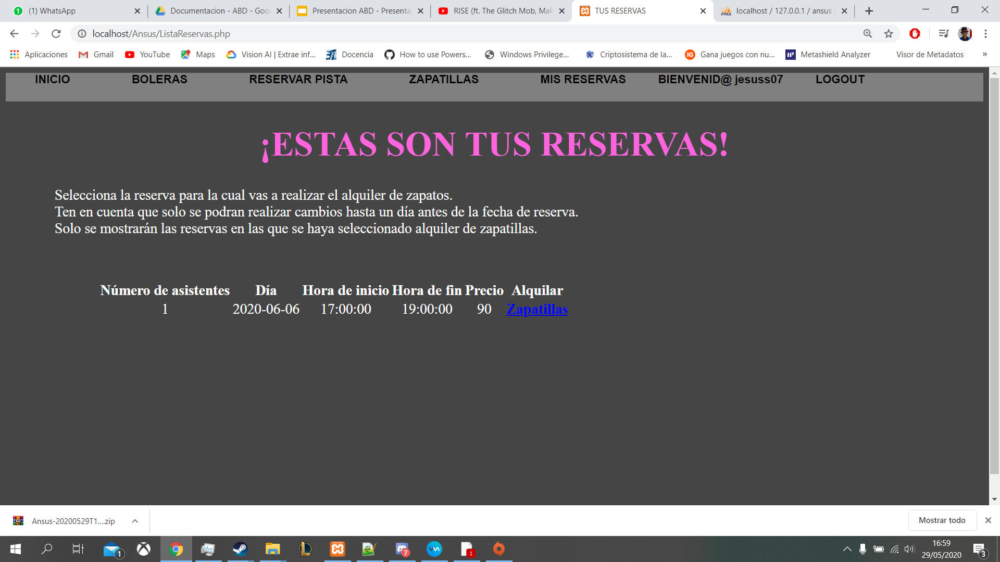 (1) WhatsApp
Documentacion - ABD - Goo
Presentacion ABD - Presenta
RISE (ft. The Glitch Mob, Mak
TUS RESERVAS
localhost / 127.0.0.1 / ansus
localhost/Ansus/ListaReservas.php
Aplicaciones
Gmail
YouTube
Maps
Vision AI | Extrae inf...
Docencia
How to use Powers...
Windows Privilege...
Criptosistema de la...
Gana juegos con nu...
Metashield Analyzer
Visor de Metadatos
»
INICIO BOLERAS RESERVAR PISTA ZAPATILLAS MIS RESERVAS BIENVENID@ jesuss07 LOGOUT
¡ESTAS SON TUS RESERVAS!
Selecciona la reserva para la cual vas a realizar el alquiler de zapatos.
Ten en cuenta que solo se podran realizar cambios hasta un día antes de la fecha de reserva.
Solo se mostrarán las reservas en las que se haya seleccionado alquiler de zapatillas.
Número de asistentes Día Hora de inicio Hora de fin Precio Alquilar
1 2020-06-06 17:00:00 19:00:00 90 Zapatillas
Ansus-20200529T1....zip
Mostrar todo
1
7
1
16:59
29/05/2020
3